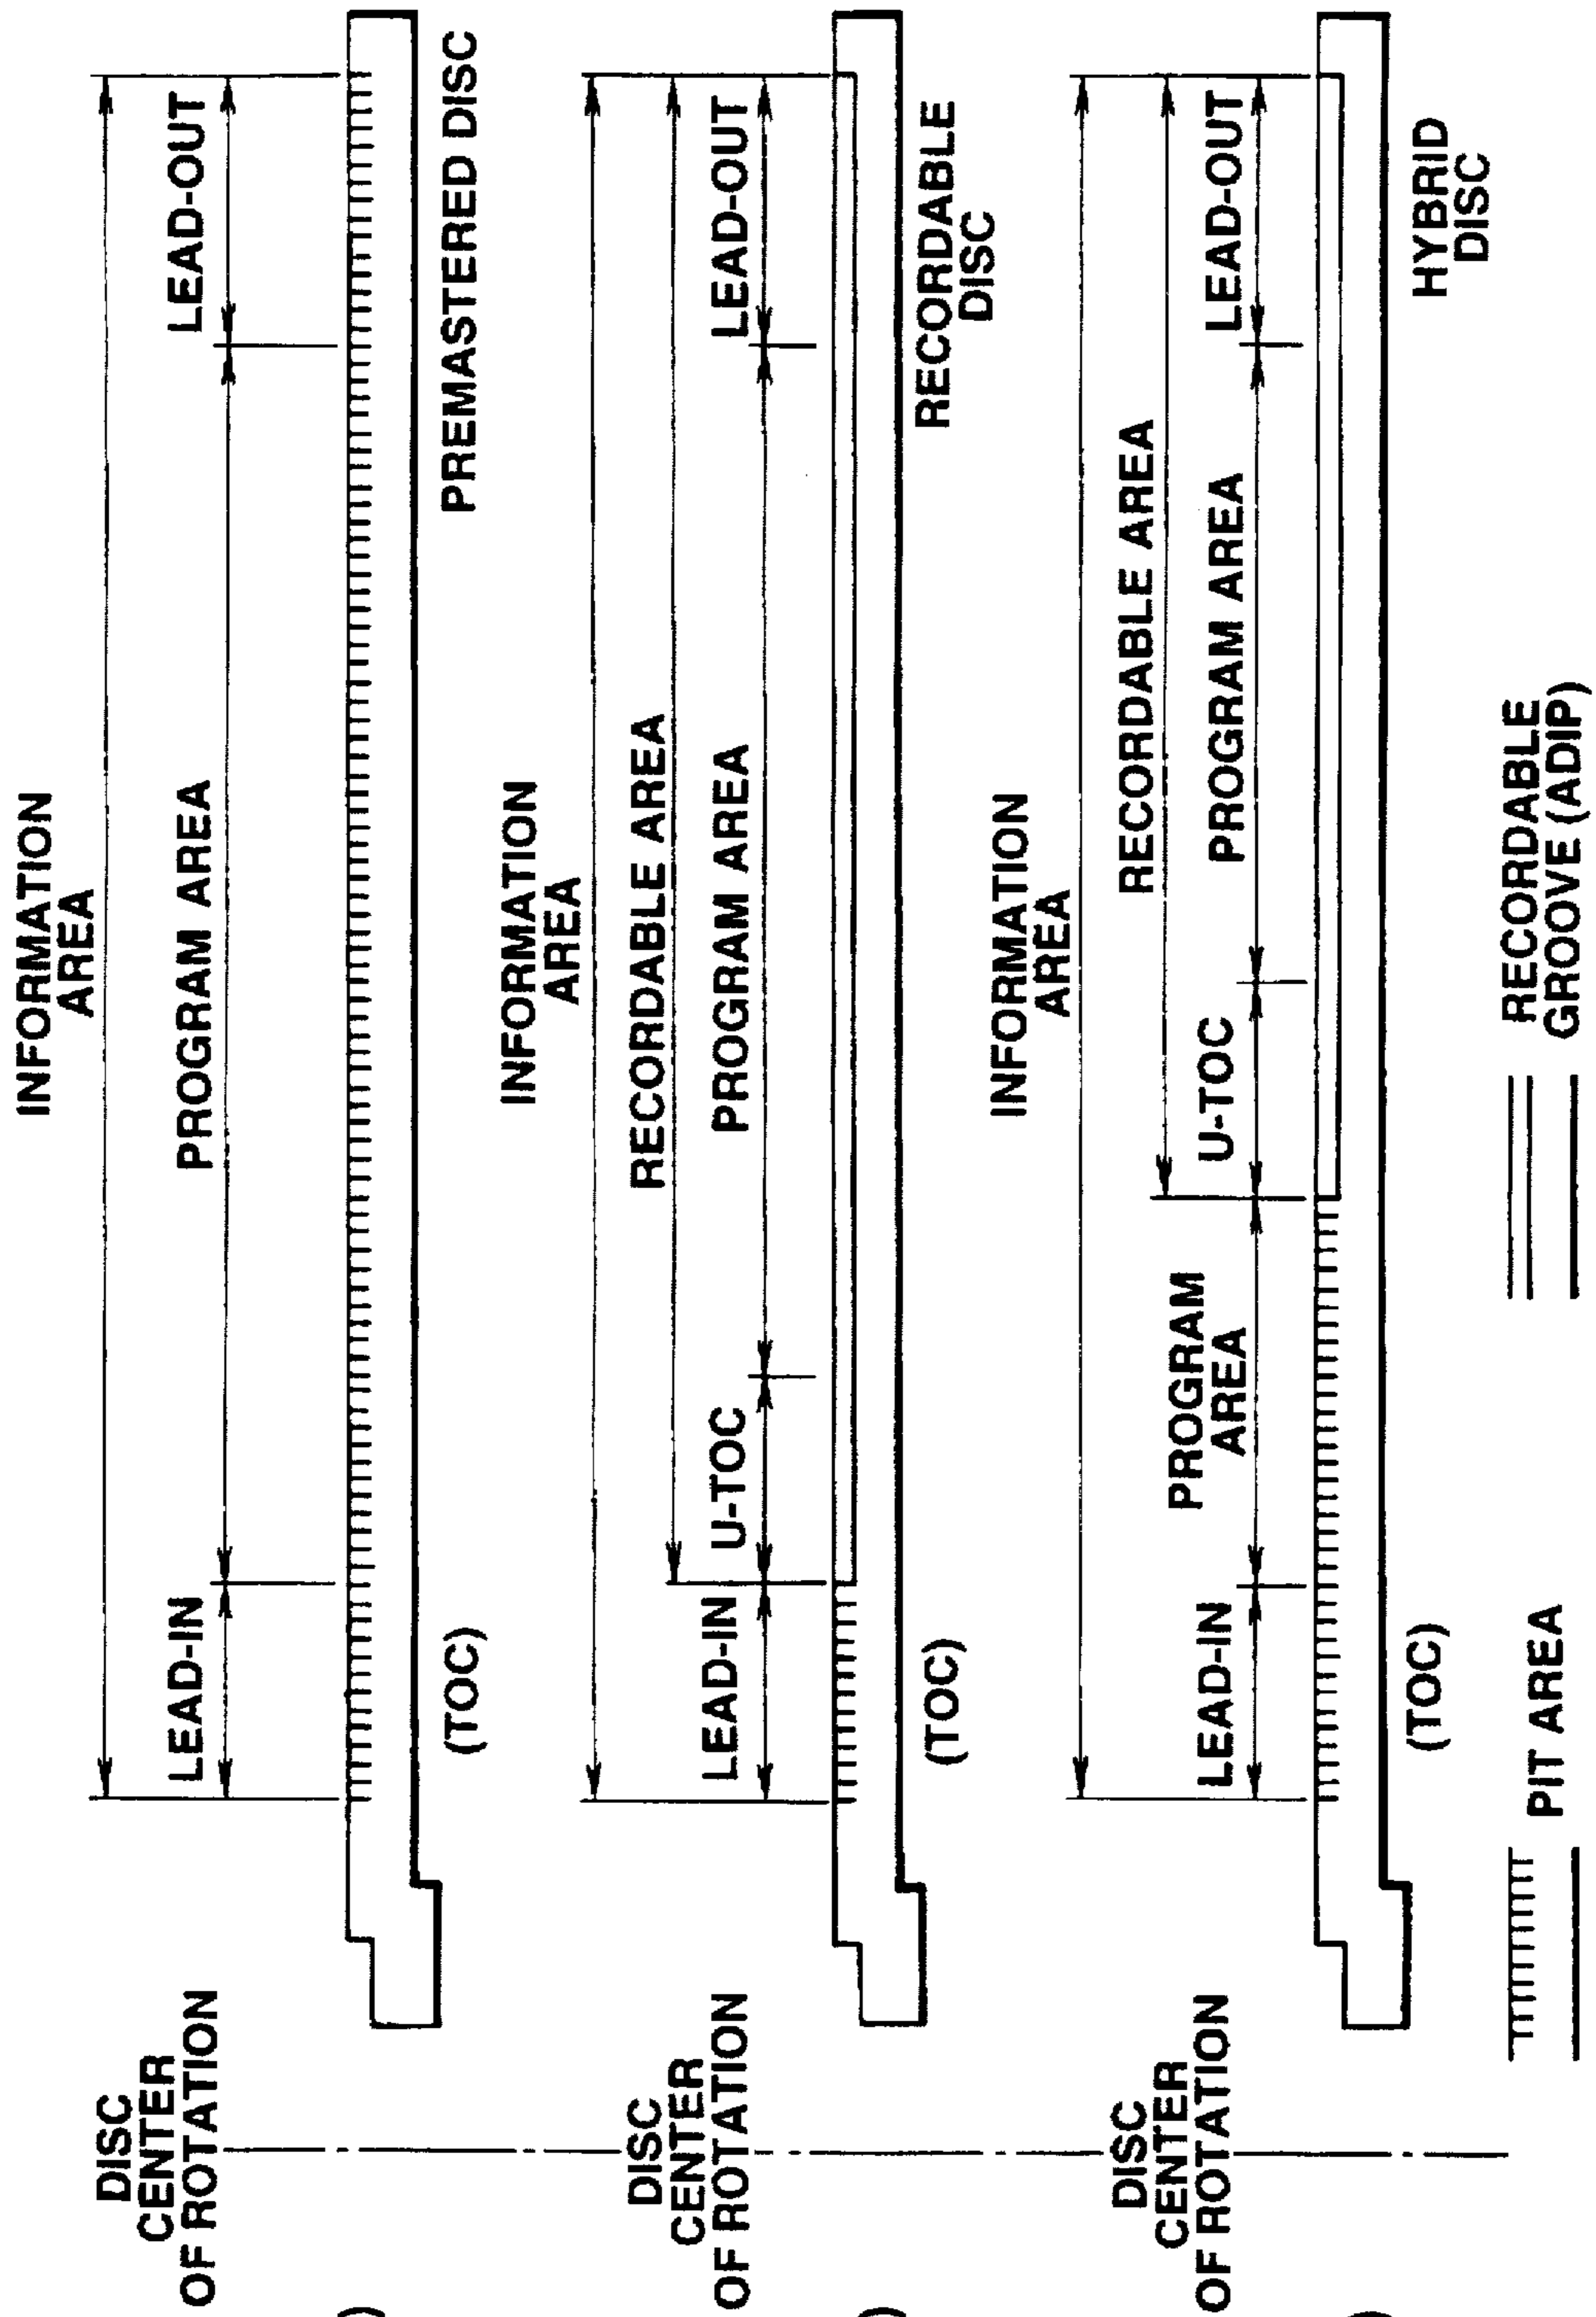 INFORMATION
AREA
LEAD-IN
PROGRAM AREA
LEAD-OUT
DISC
CENTER
OF ROTATION
(TOC)
PREMASTERED DISC
)
INFORMATION
AREA
RECORDABLE AREA
LEAD-IN
U-TOC
PROGRAM AREA
LEAD-OUT
DISC
CENTER
OF ROTATION
(TOC)
RECORDABLE
DISC
)
INFORMATION
AREA
RECORDABLE AREA
LEAD-IN
PROGRAM
AREA
U-TOC
PROGRAM AREA
LEAD-OUT
DISC
CENTER
OF ROTATION
(TOC)
HYBRID
DISC
)
PIT AREA
RECORDABLE
GROOVE (ADIP)